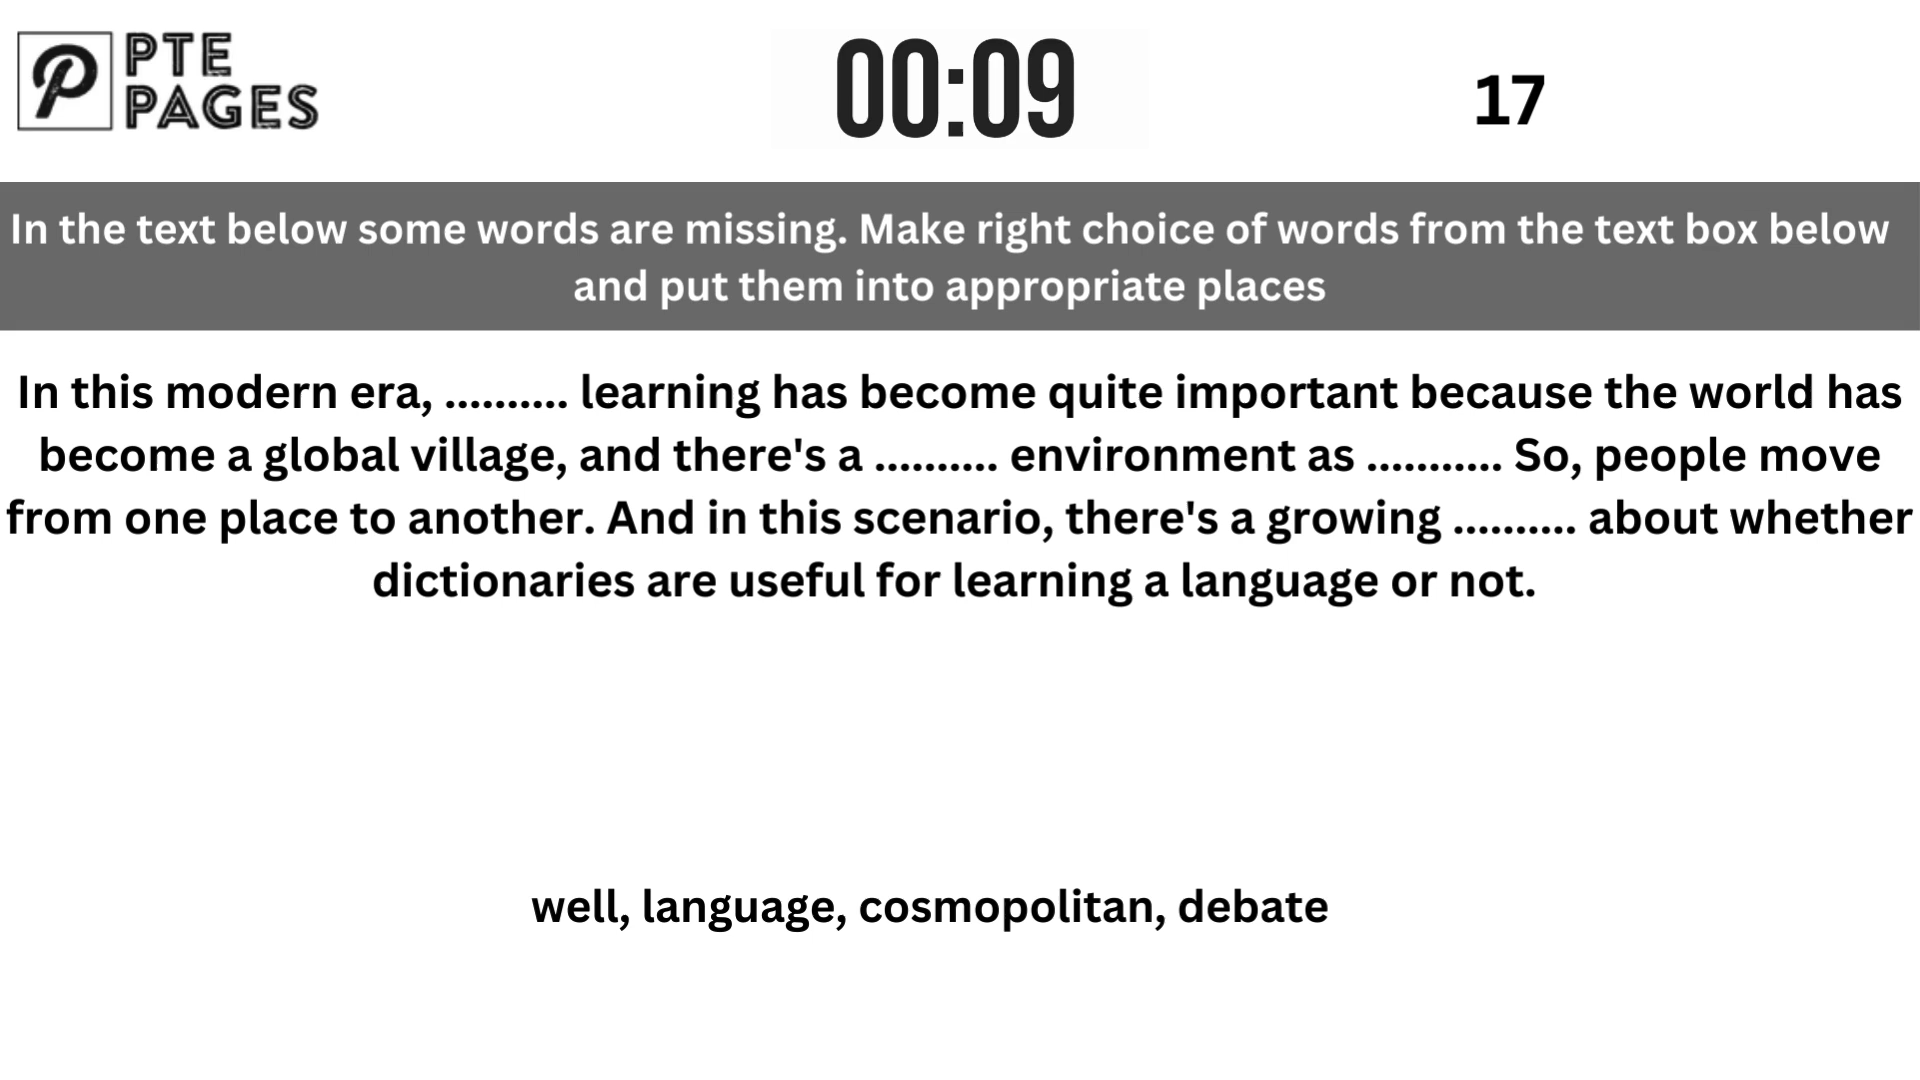 PTE
PAGES
00:09
17
In the text below some words are missing. Make right choice of words from the text box below
and put them into appropriate places
In this modern era, .......... learning has become quite important because the world has
become a global village, and there's a .......... environment as ........... So, people move
from one place to another. And in this scenario, there's a growing .......... about whether
dictionaries are useful for learning a language or not.
well, language, cosmopolitan, debate